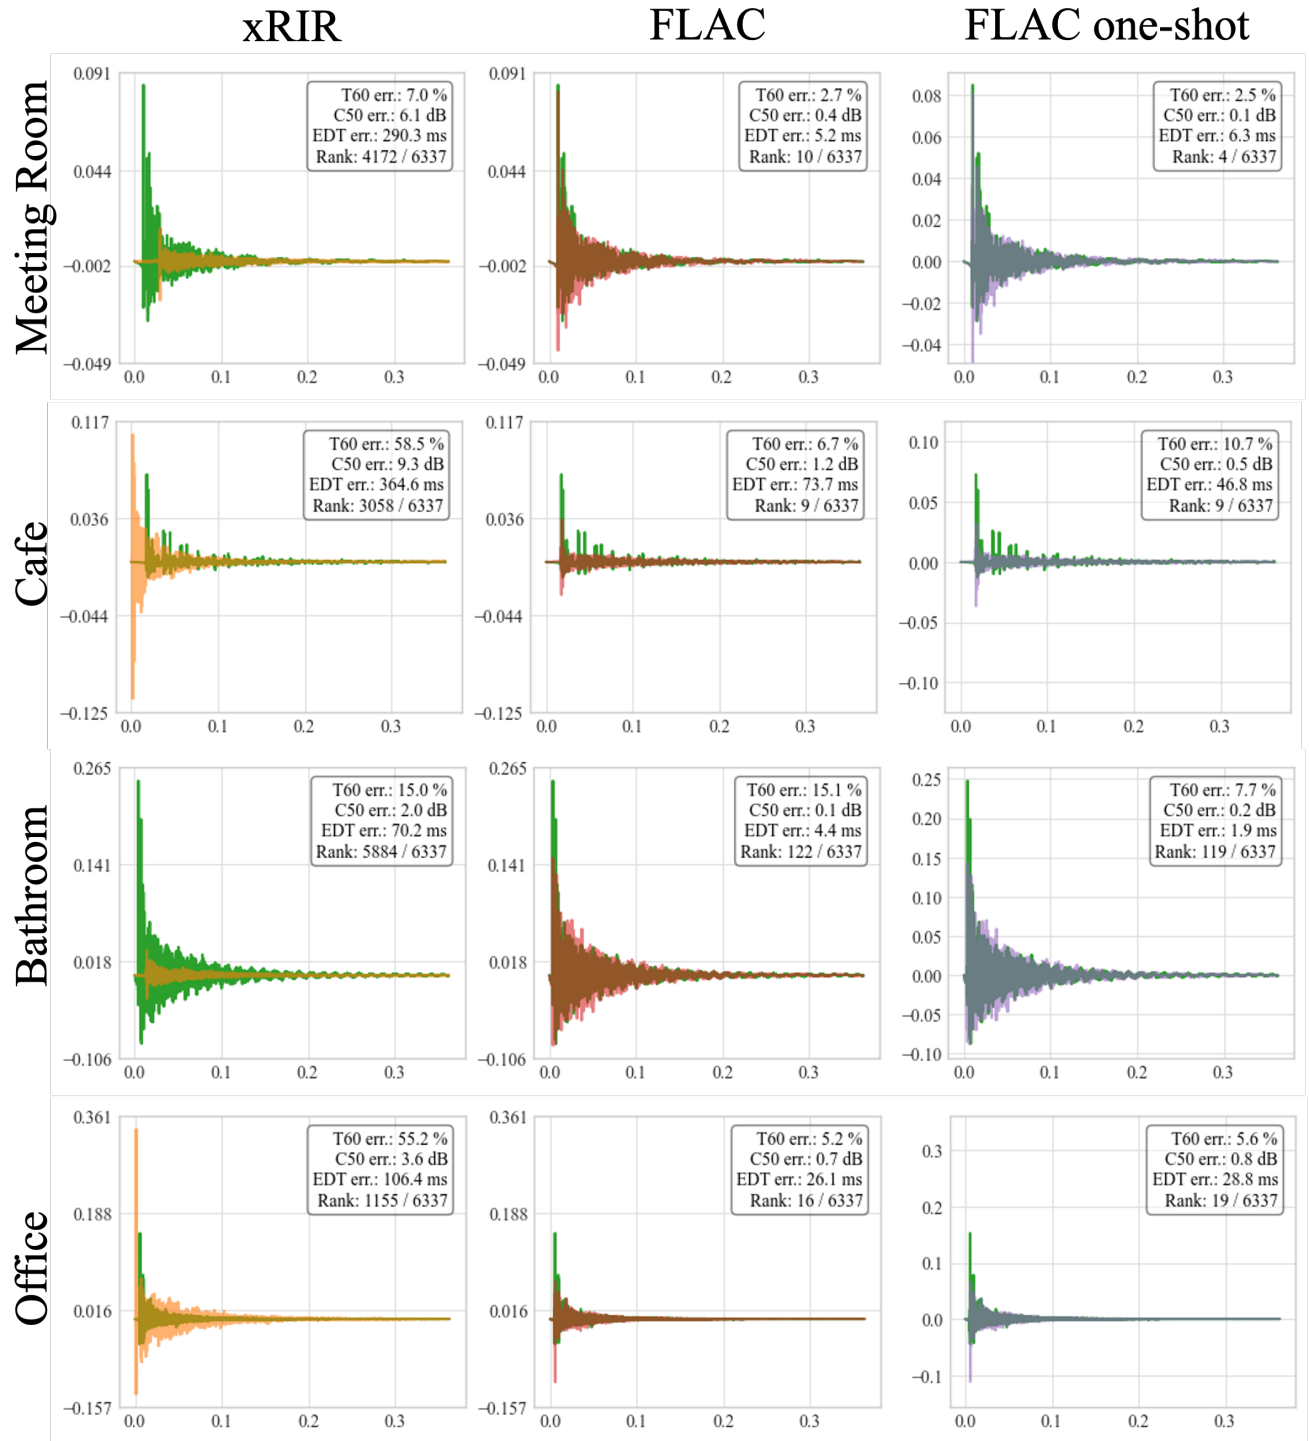 xRIR FLAC FLAC one-shot
Meeting Room
0.091
0.044
−0.002
−0.049
0.0 0.1 0.2 0.3
T60 err.: 7.0 %
C50 err.: 6.1 dB
EDT err.: 290.3 ms
Rank: 4172 / 6337
0.091
0.044
−0.002
−0.049
0.0 0.1 0.2 0.3
T60 err.: 2.7 %
C50 err.: 0.4 dB
EDT err.: 5.2 ms
Rank: 10 / 6337
0.08
0.06
0.04
0.02
0.00
−0.02
−0.04
0.0 0.1 0.2 0.3
T60 err.: 2.5 %
C50 err.: 0.1 dB
EDT err.: 6.3 ms
Rank: 4 / 6337
Cafe
0.117
0.036
−0.044
−0.125
0.0 0.1 0.2 0.3
T60 err.: 58.5 %
C50 err.: 9.3 dB
EDT err.: 364.6 ms
Rank: 3058 / 6337
0.117
0.036
−0.044
−0.125
0.0 0.1 0.2 0.3
T60 err.: 6.7 %
C50 err.: 1.2 dB
EDT err.: 73.7 ms
Rank: 9 / 6337
0.10
0.05
0.00
−0.05
−0.10
0.0 0.1 0.2 0.3
T60 err.: 10.7 %
C50 err.: 0.5 dB
EDT err.: 46.8 ms
Rank: 9 / 6337
Bathroom
0.265
0.141
0.018
−0.106
0.0 0.1 0.2 0.3
T60 err.: 15.0 %
C50 err.: 2.0 dB
EDT err.: 70.2 ms
Rank: 5884 / 6337
0.265
0.141
0.018
−0.106
0.0 0.1 0.2 0.3
T60 err.: 15.1 %
C50 err.: 0.1 dB
EDT err.: 4.4 ms
Rank: 122 / 6337
0.25
0.20
0.15
0.10
0.05
0.00
−0.05
−0.10
0.0 0.1 0.2 0.3
T60 err.: 7.7 %
C50 err.: 0.2 dB
EDT err.: 1.9 ms
Rank: 119 / 6337
Office
0.361
0.188
0.016
−0.157
0.0 0.1 0.2 0.3
T60 err.: 55.2 %
C50 err.: 3.6 dB
EDT err.: 106.4 ms
Rank: 1155 / 6337
0.361
0.188
0.016
−0.157
0.0 0.1 0.2 0.3
T60 err.: 5.2 %
C50 err.: 0.7 dB
EDT err.: 26.1 ms
Rank: 16 / 6337
0.3
0.2
0.1
0.0
−0.1
0.0 0.1 0.2 0.3
T60 err.: 5.6 %
C50 err.: 0.8 dB
EDT err.: 28.8 ms
Rank: 19 / 6337